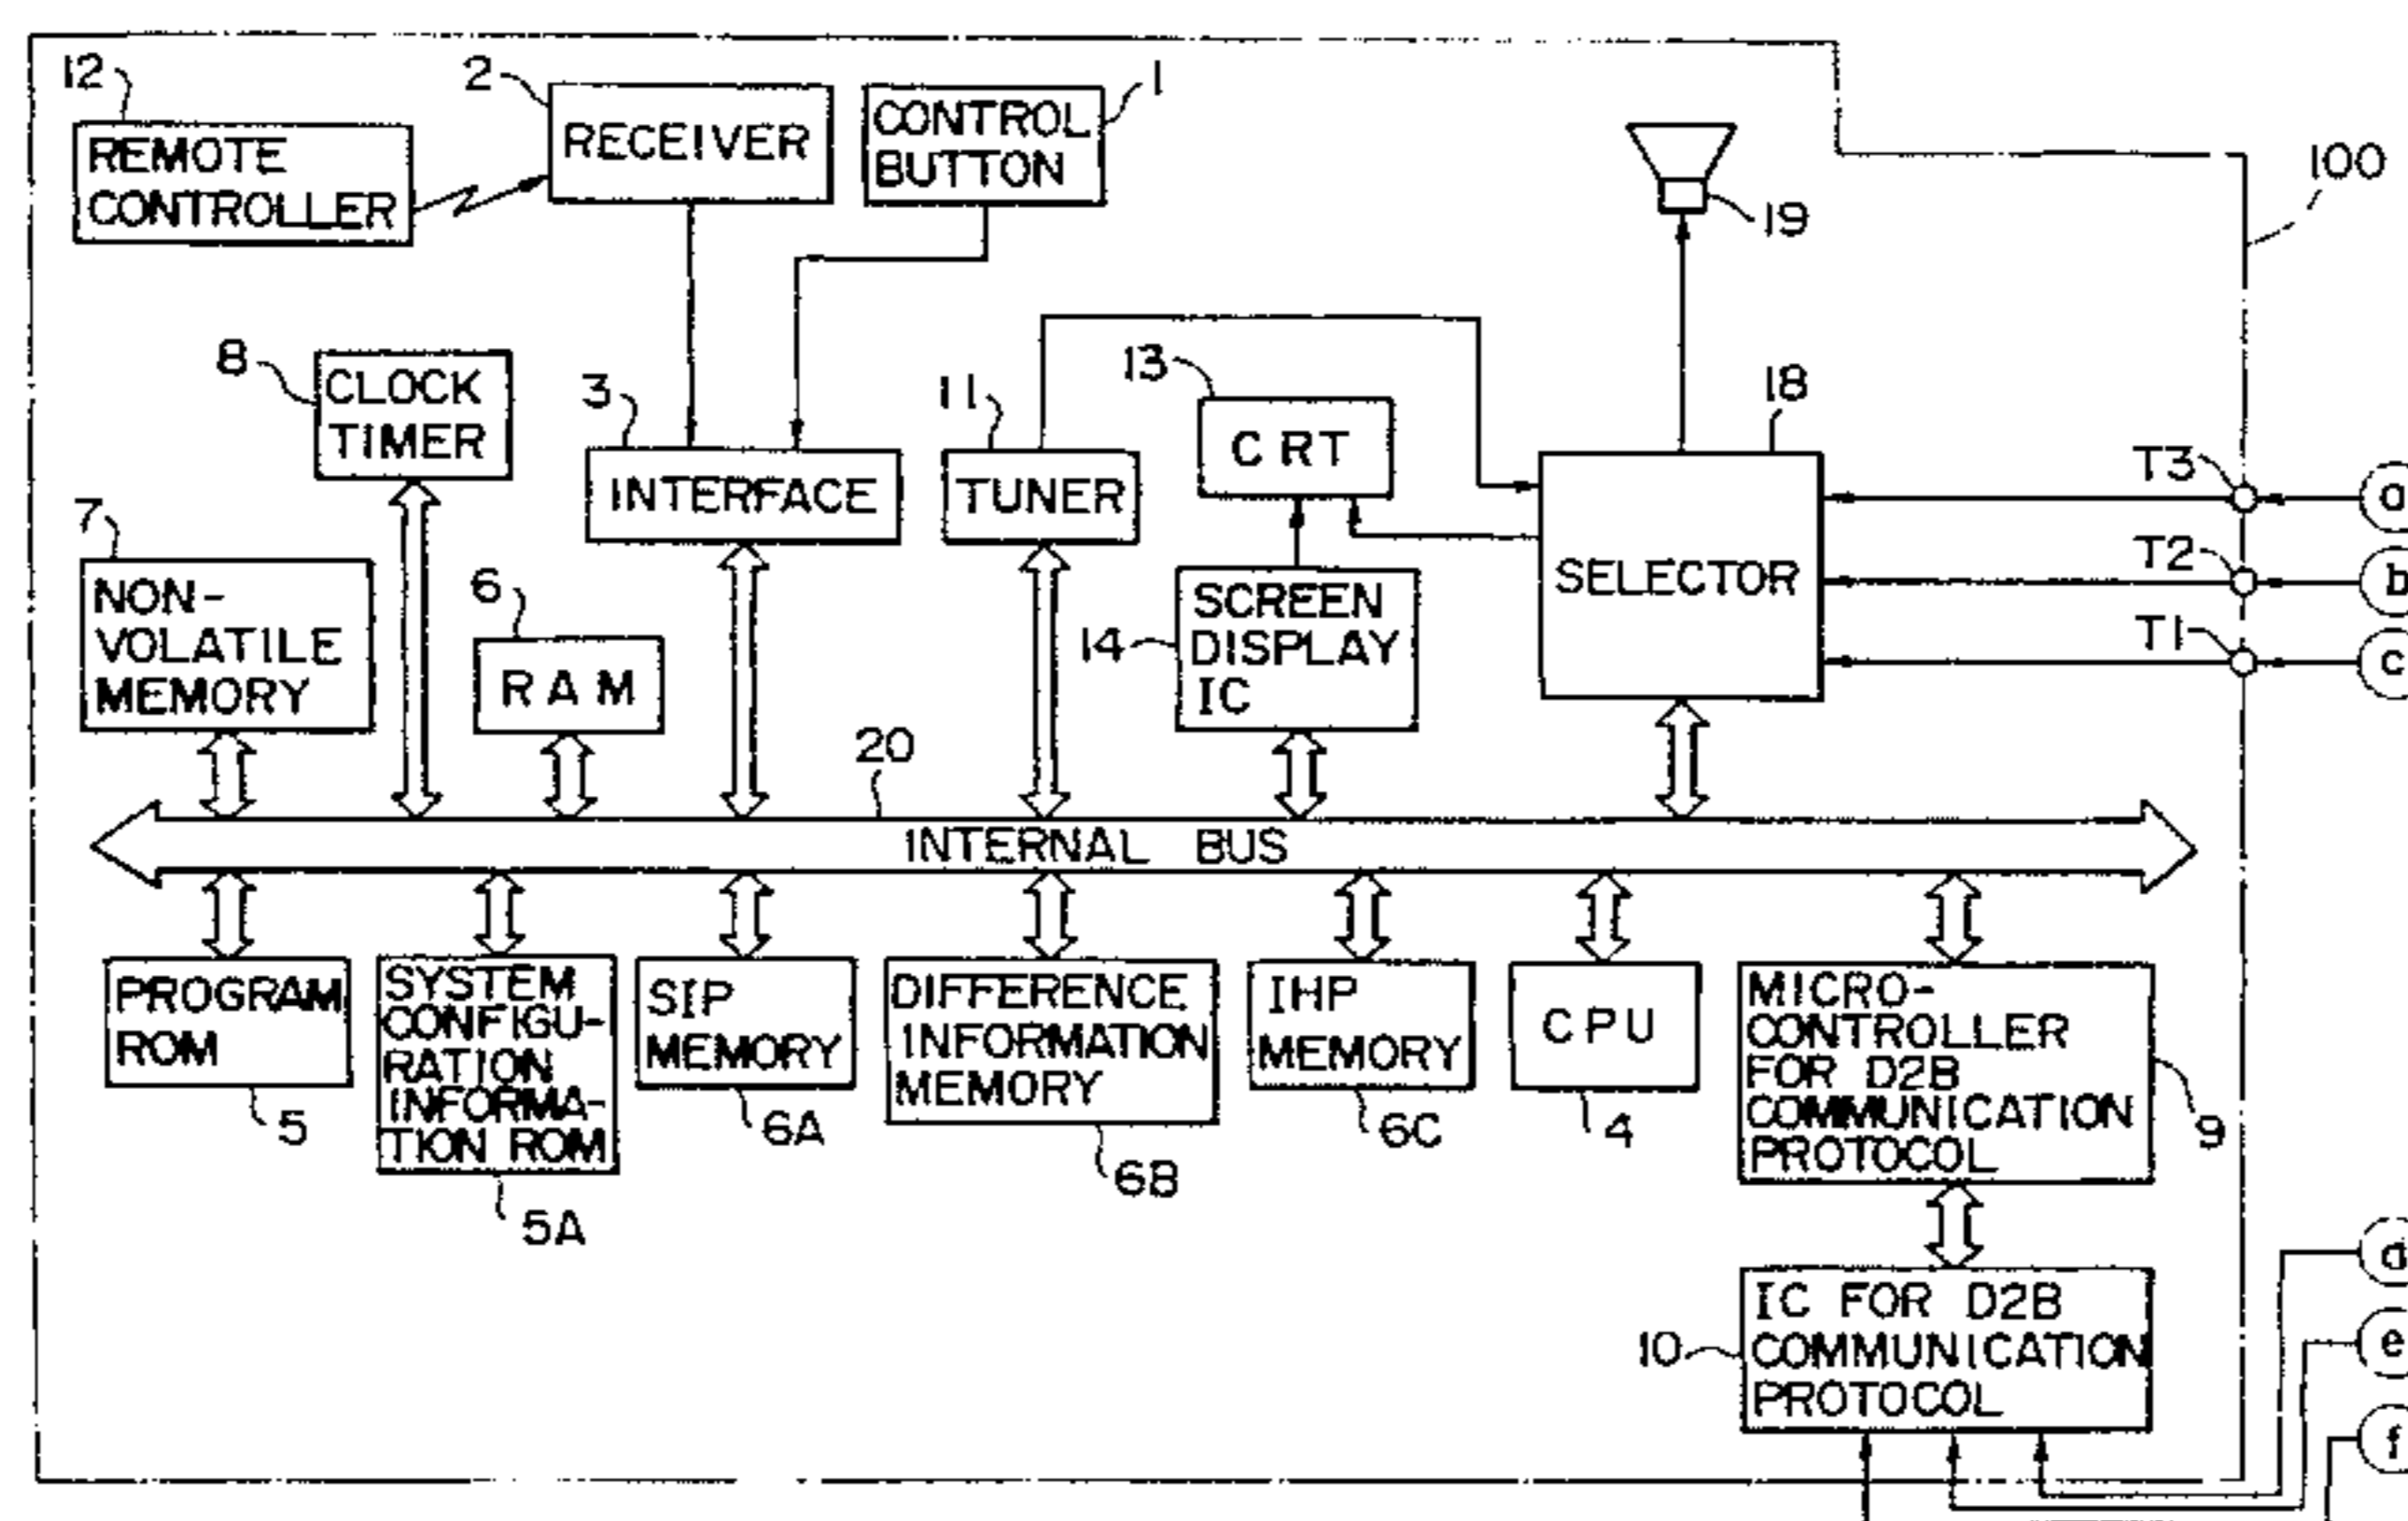 12
REMOTE
CONTROLLER
2
RECEIVER
CONTROL
BUTTON
1
19
100
8
CLOCK
TIMER
3
INTERFACE
11
TUNER
13
CRT
18
SELECTOR
T3
a
T2
b
T1
c
7
NON-
VOLATILE
MEMORY
6
RAM
14
SCREEN
DISPLAY
IC
20
INTERNAL BUS
PROGRAM
ROM
5
SYSTEM
CONFIGU-
RATION
INFORMA-
TION ROM
5A
SIP
MEMORY
6A
DIFFERENCE
INFORMATION
MEMORY
6B
IHP
MEMORY
6C
CPU
4
MICRO-
CONTROLLER
FOR D2B
COMMUNICATION
PROTOCOL
9
IC FOR D2B
COMMUNICATION
PROTOCOL
10
d
e
f